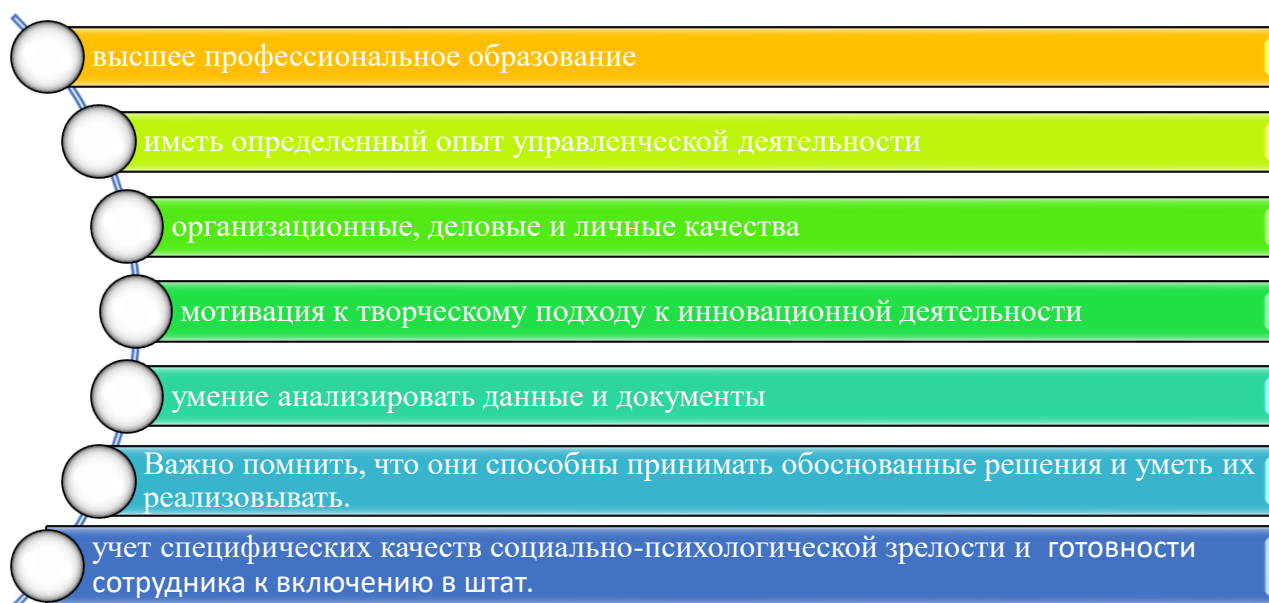 высшее профессиональное образование
иметь определенный опыт управленческой деятельности
организационные, деловые и личные качества
мотивация к творческому подходу к инновационной деятельности
умение анализировать данные и документы
Важно помнить, что они способны принимать обоснованные решения и уметь их
реализовывать.
учет специфических качеств социально-психологической зрелости и готовности
сотрудника к включению в штат.